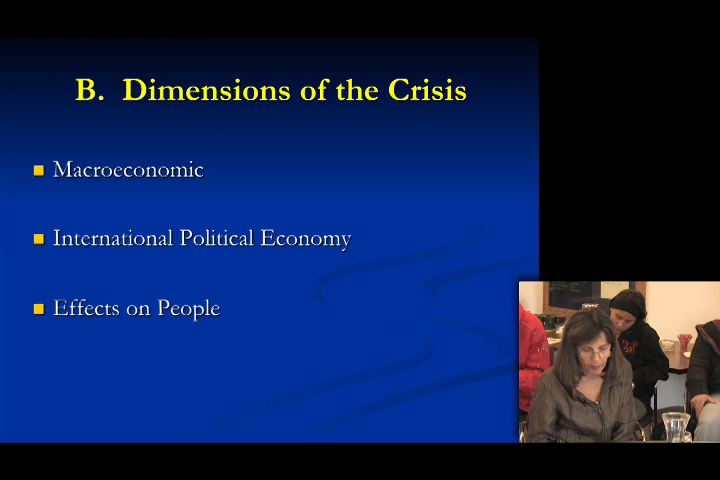 B. Dimensions of the Crisis
Macroeconomic
International Political Economy
Effects on People